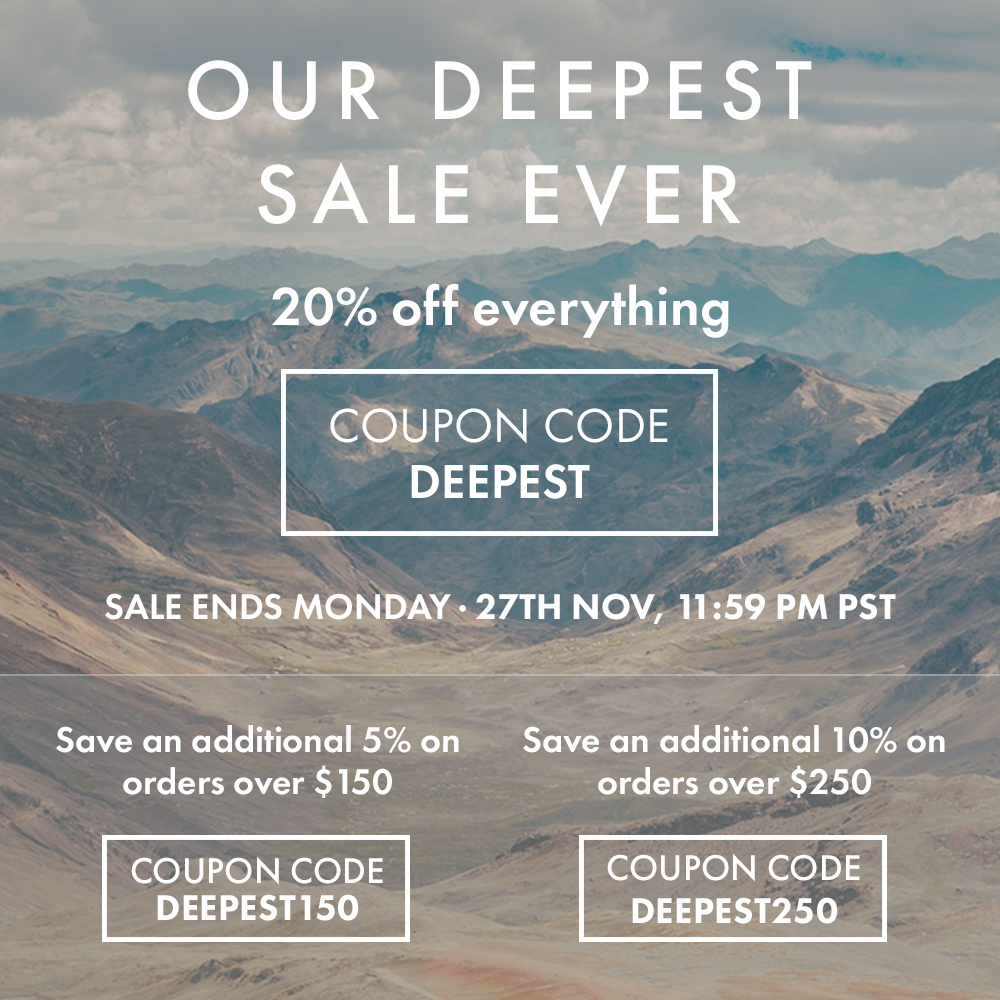 OUR DEEPEST
SALE EVER
20% off everything
COUPON CODE
DEEPEST
SALE ENDS MONDAY · 27TH NOV, 11:59 PM PST
Save an additional 5% on
orders over $150
COUPON CODE
DEEPEST150
Save an additional 10% on
orders over $250
COUPON CODE
DEEPEST250